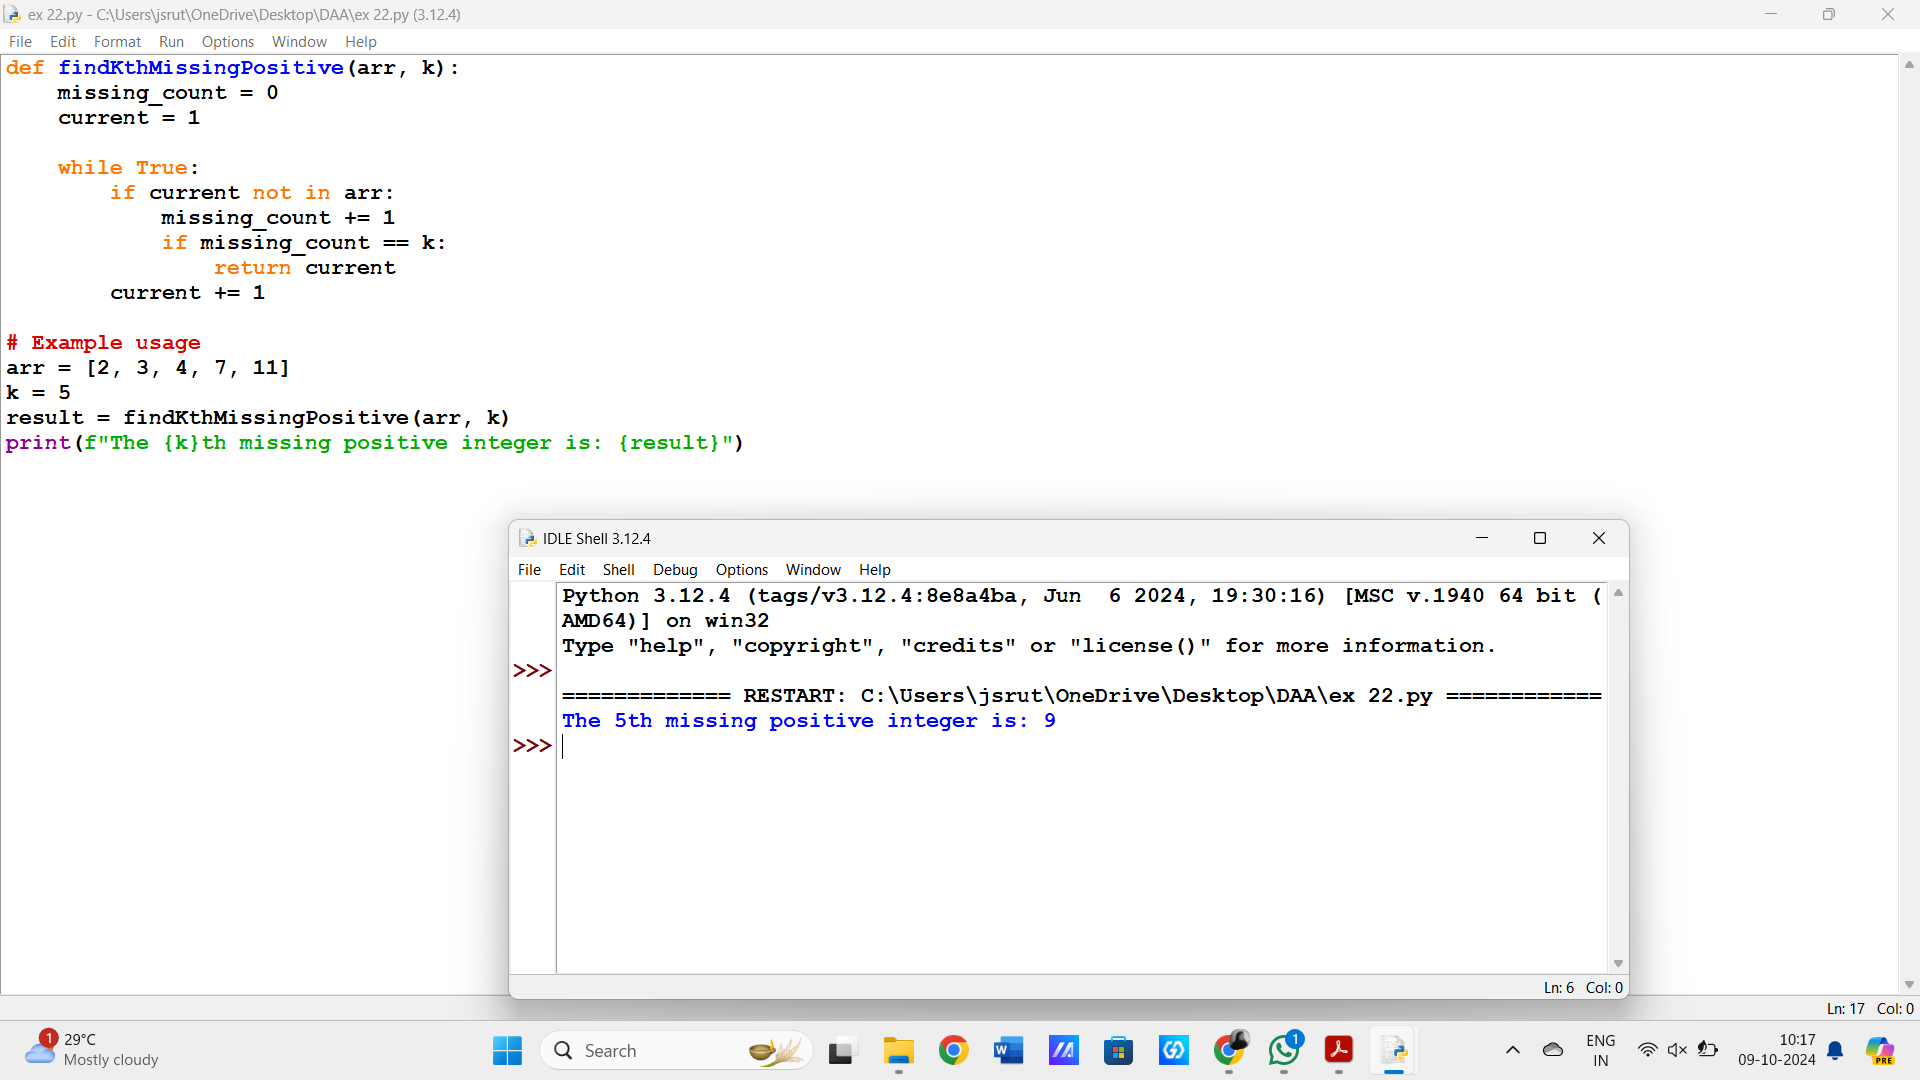 ex 22.py - C:\Users\jsrut\OneDrive\Desktop\DAA\ex 22.py (3.12.4)
File Edit Format Run Options Window Help
def findKthMissingPositive(arr, k):
    missing_count = 0
    current = 1
    while True:
        if current not in arr:
            missing_count += 1
            if missing_count == k:
                return current
        current += 1
# Example usage
arr = [2, 3, 4, 7, 11]
k = 5
result = findKthMissingPositive(arr, k)
print(f"The {k}th missing positive integer is: {result}")
IDLE Shell 3.12.4
File Edit Shell Debug Options Window Help
Python 3.12.4 (tags/v3.12.4:8e8a4ba, Jun  6 2024, 19:30:16) [MSC v.1940 64 bit (
AMD64)] on win32
Type "help", "copyright", "credits" or "license()" for more information.
>>>
============= RESTART: C:\Users\jsrut\OneDrive\Desktop\DAA\ex 22.py ============
The 5th missing positive integer is: 9
>>>
Ln: 6 Col: 0
Ln: 17 Col: 0
1
29°C
Mostly cloudy
Search
W
1
ENG
IN
10:17
09-10-2024
PRE